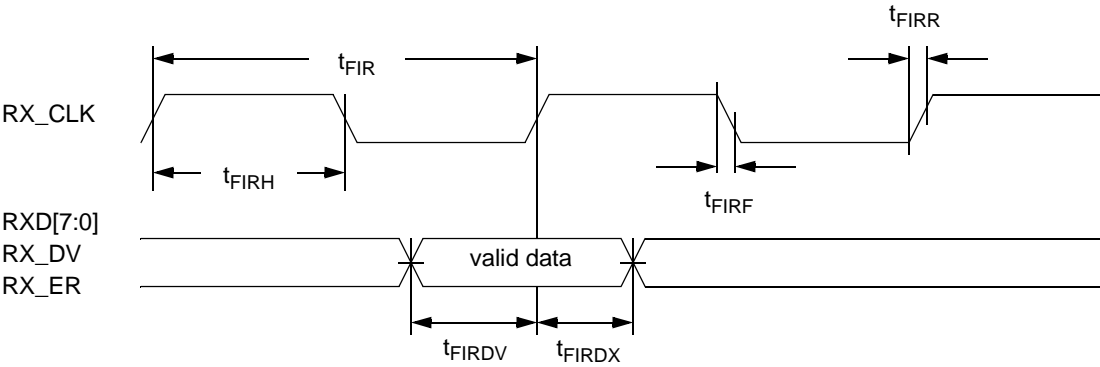 tFIRR
tFIR
RX_CLK
tFIRH
tFIRF
RXD[7:0]
RX_DV
valid data
RX_ER
tFIRDV
tFIRDX